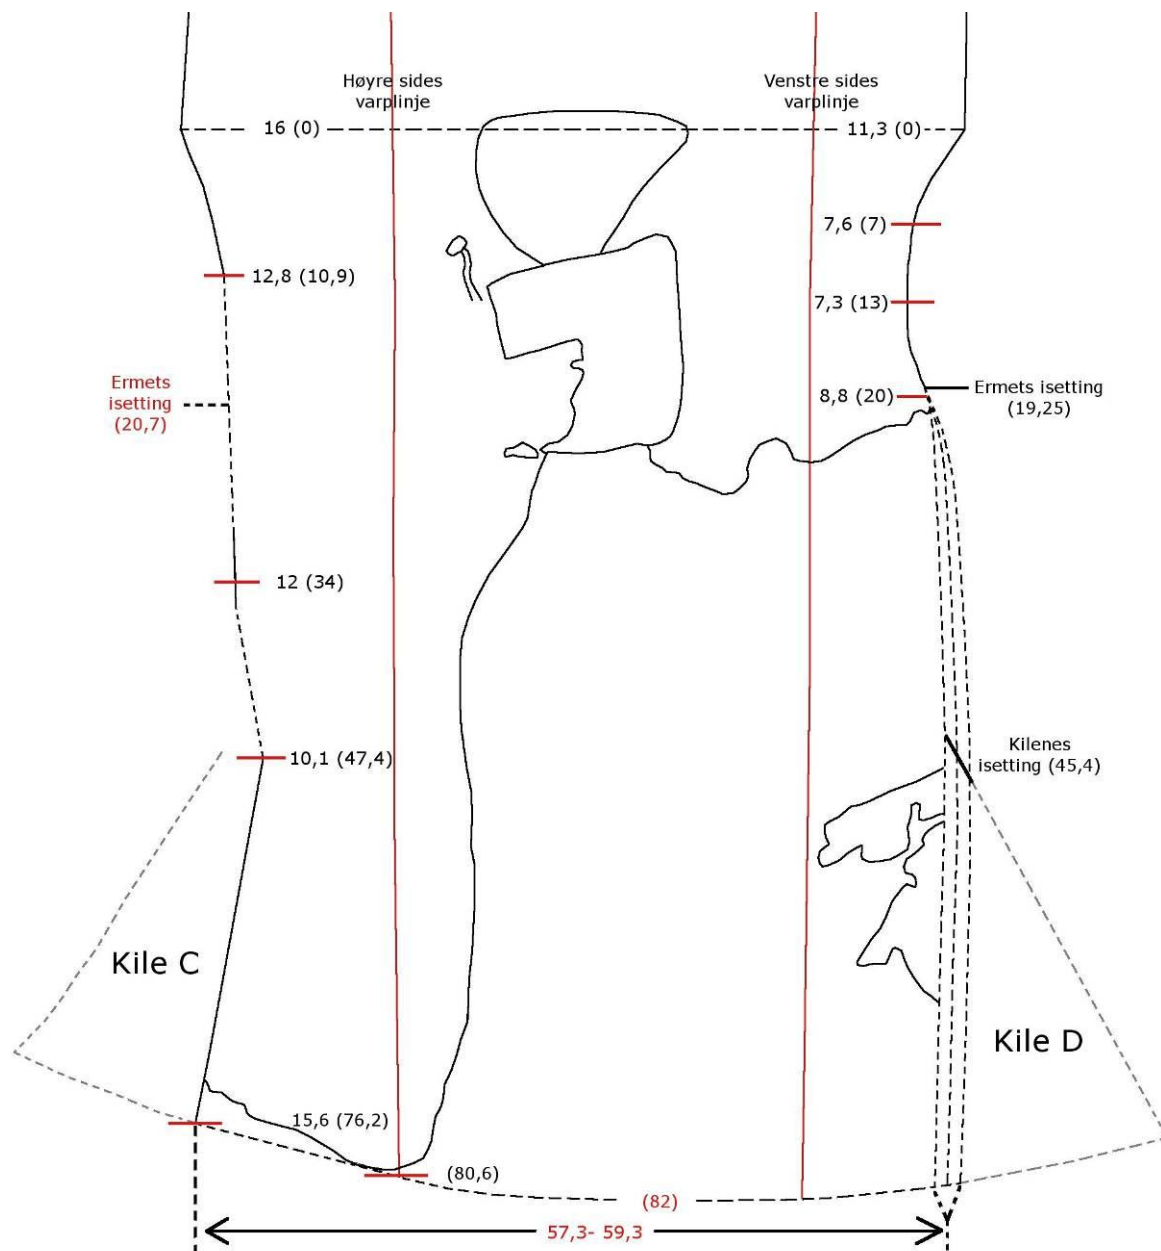 Høyre sides
varplinje
Venstre sides
varplinje
16 (0)
11,3 (0)
7,6 (7)
12,8 (10,9)
7,3 (13)
Ermets
isetting
(20,7)
8,8 (20)
Ermets isetting
(19,25)
12 (34)
10,1 (47,4)
Kilenes
isetting (45,4)
Kile C
Kile D
15,6 (76,2)
(80,6)
(82)
57,3- 59,3